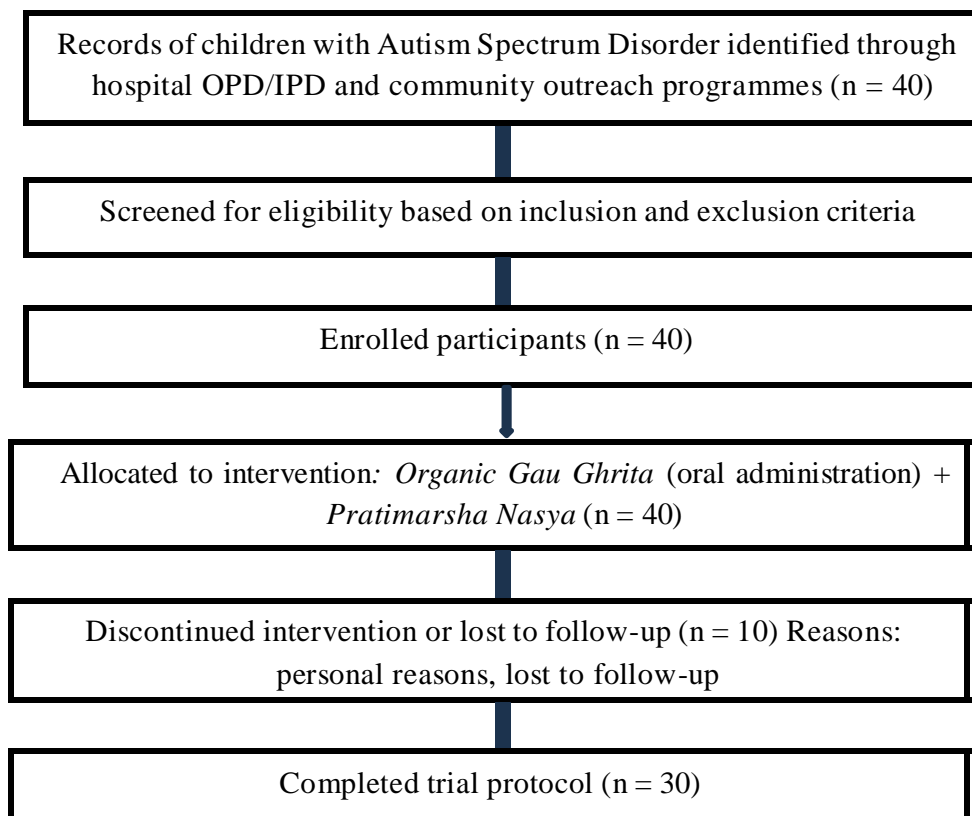 Records of children with Autism Spectrum Disorder identified through
hospital OPD/IPD and community outreach programmes (n = 40)
Screened for eligibility based on inclusion and exclusion criteria
Enrolled participants (n = 40)
Allocated to intervention: Organic Gau Ghrita (oral administration) +
Pratimarsha Nasya (n = 40)
Discontinued intervention or lost to follow-up (n = 10) Reasons:
personal reasons, lost to follow-up
Completed trial protocol (n = 30)